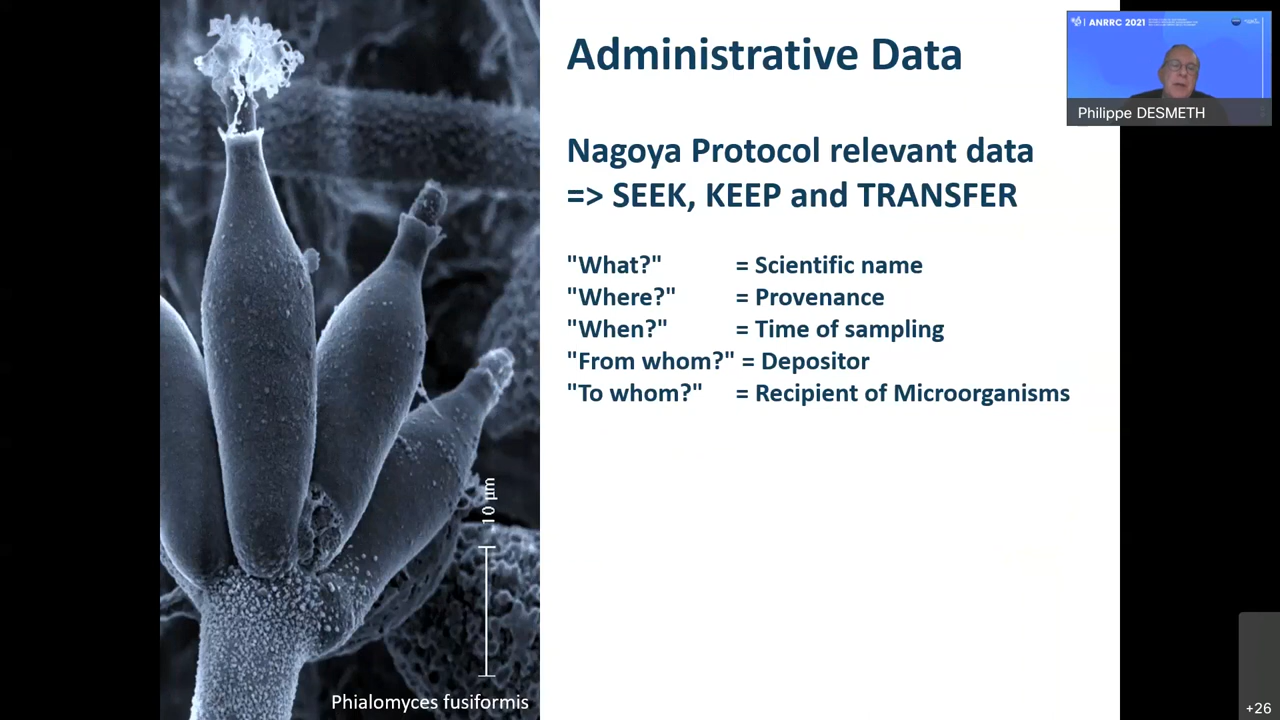 Administrative Data
Nagoya Protocol relevant data
=> SEEK, KEEP and TRANSFER
"What?" = Scientific name
"Where?" = Provenance
"When?" = Time of sampling
"From whom?" = Depositor
"To whom?" = Recipient of Microorganisms
10 µm
Phialomyces fusiformis
ANRRC 2021
Philippe DESMETH
+26